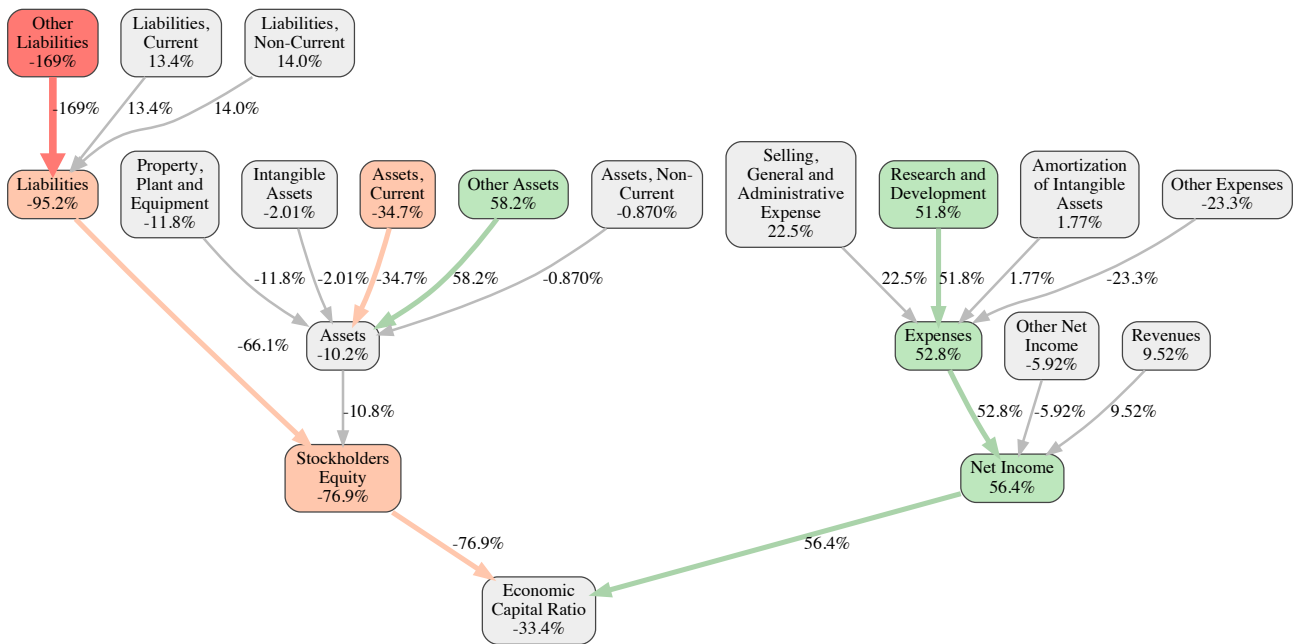 Other
Liabilities
-169%
Liabilities,
Current
13.4%
Liabilities,
Non-Current
14.0%
-169%
13.4%
14.0%
Liabilities
-95.2%
Property,
Plant and
Equipment
-11.8%
Intangible
Assets
-2.01%
Assets,
Current
-34.7%
Other Assets
58.2%
Assets, Non-
Current
-0.870%
Selling,
General and
Administrative
Expense
22.5%
Research and
Development
51.8%
Amortization
of Intangible
Assets
1.77%
Other Expenses
-23.3%
-11.8%
-2.01%
-34.7%
58.2%
-0.870%
22.5%
51.8%
1.77%
-23.3%
-66.1%
Assets
-10.2%
Expenses
52.8%
Other Net
Income
-5.92%
Revenues
9.52%
-10.8%
52.8%
-5.92%
9.52%
Stockholders
Equity
-76.9%
Net Income
56.4%
-76.9%
56.4%
Economic
Capital Ratio
-33.4%